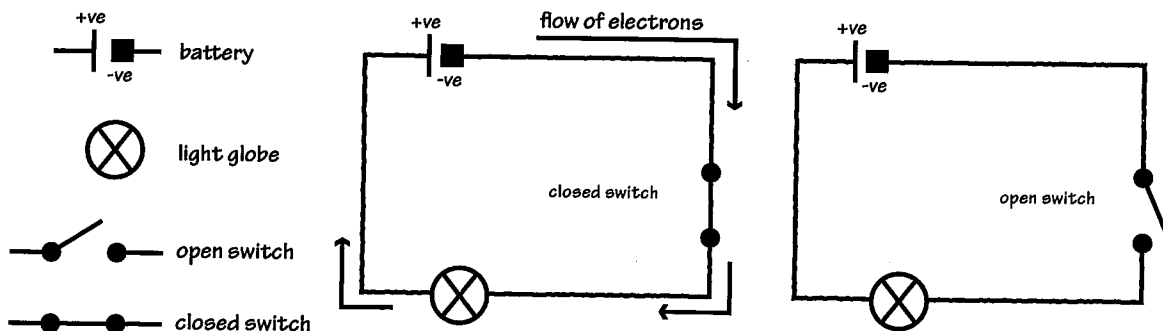 +ve
battery
-ve
light globe
open switch
closed switch
+ve
flow of electrons
-ve
closed switch
+ve
-ve
open switch